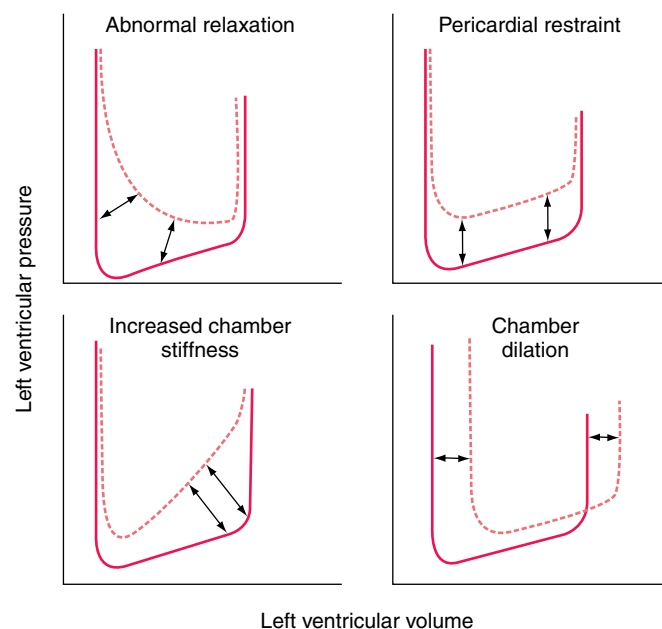 Abnormal relaxation
Pericardial restraint
Left ventricular pressure
Increased chamber
stiffness
Chamber
dilation
Left ventricular volume